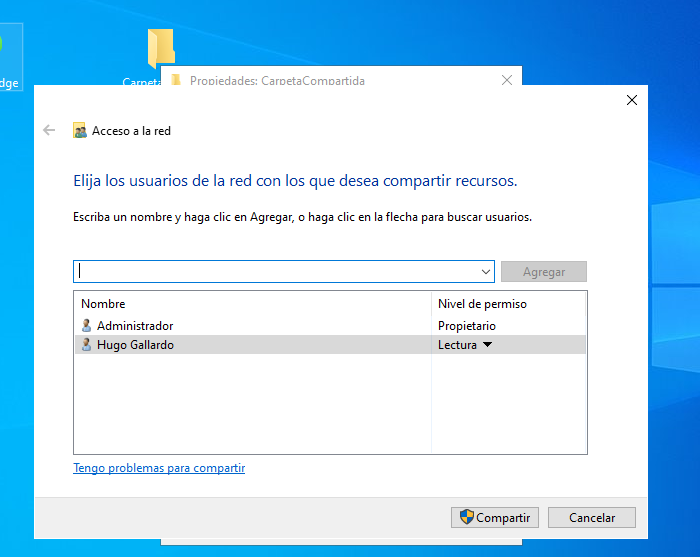 dge
Carpeta
Propiedades: CarpetaCompartida
Acceso a la red
Elija los usuarios de la red con los que desea compartir recursos.
Escriba un nombre y haga clic en Agregar, o haga clic en la flecha para buscar usuarios.
Agregar
Nombre Nivel de permiso
Administrador Propietario
Hugo Gallardo Lectura
Tengo problemas para compartir
Compartir Cancelar